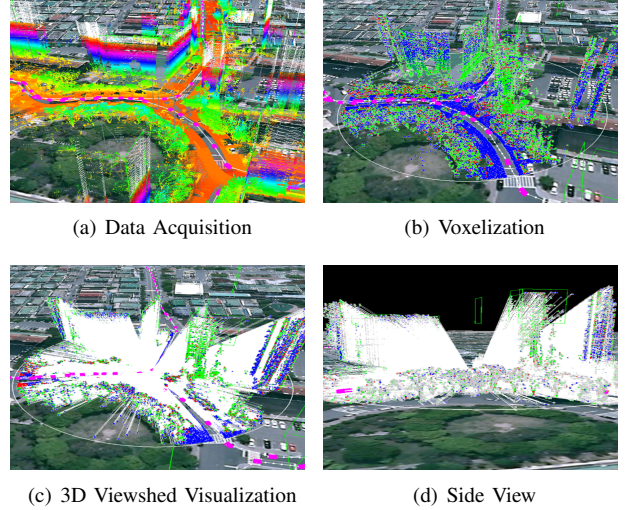 (a) Data Acquisition
(b) Voxelization
(c) 3D Viewshed Visualization
(d) Side View